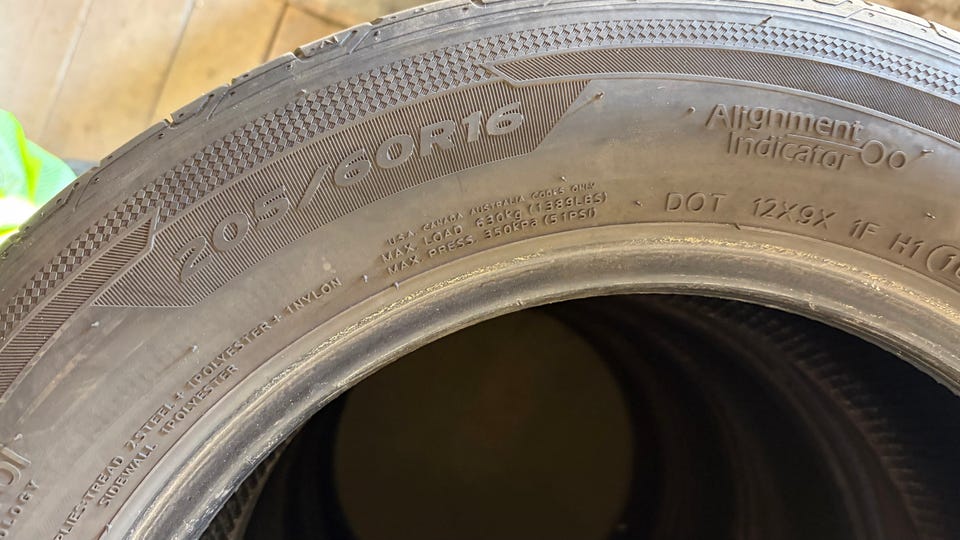 205/60R16
Alignment
Indicator
U.S.A. CANADA AUSTRALIA CODES ONLY
MAX. LOAD 630kg (1389LBS)
MAX. PRESS 350kPa (51PSI)
DOT 12X9X 1F H1
PLIES:TREAD 2STEEL + 1POLYESTER + 1NYLON
SIDEWALL 1POLYESTER